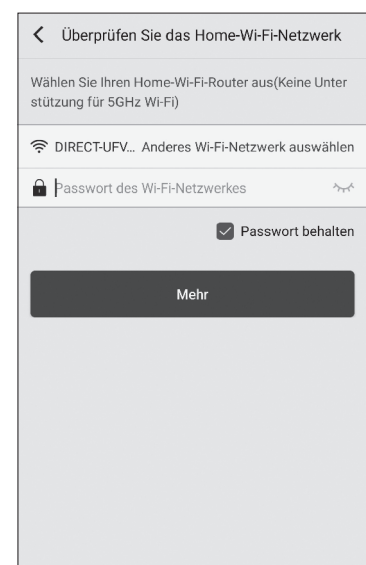 Überprüfen Sie das Home-Wi-Fi-Netzwerk
Wählen Sie Ihren Home-Wi-Fi-Router aus(Keine Unter
stützung für 5GHz Wi-Fi)
DIRECT-UFV... Anderes Wi-Fi-Netzwerk auswählen
Passwort des Wi-Fi-Netzwerkes
Passwort behalten
Mehr